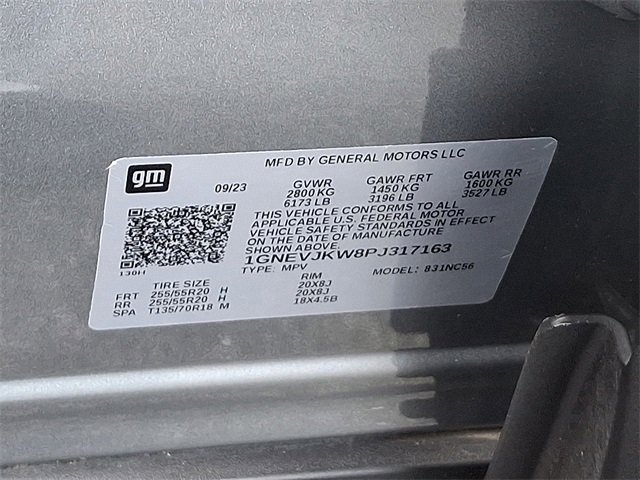 MFD BY GENERAL MOTORS LLC
gm
09/23 GVWR GAWR FRT GAWR RR
2800 KG 1450 KG 1600 KG
6173 LB 3196 LB 3527 LB
THIS VEHICLE CONFORMS TO ALL
APPLICABLE U.S. FEDERAL MOTOR
VEHICLE SAFETY STANDARDS IN EFFECT
ON THE DATE OF MANUFACTURE
SHOWN ABOVE.
1GNEVJKW8PJ317163
130H
TYPE: MPV MODEL: 831NC56
TIRE SIZE RIM
FRT 255/55R20 H 20X8J
RR 255/55R20 H 20X8J
SPA T135/70R18 M 18X4.5B